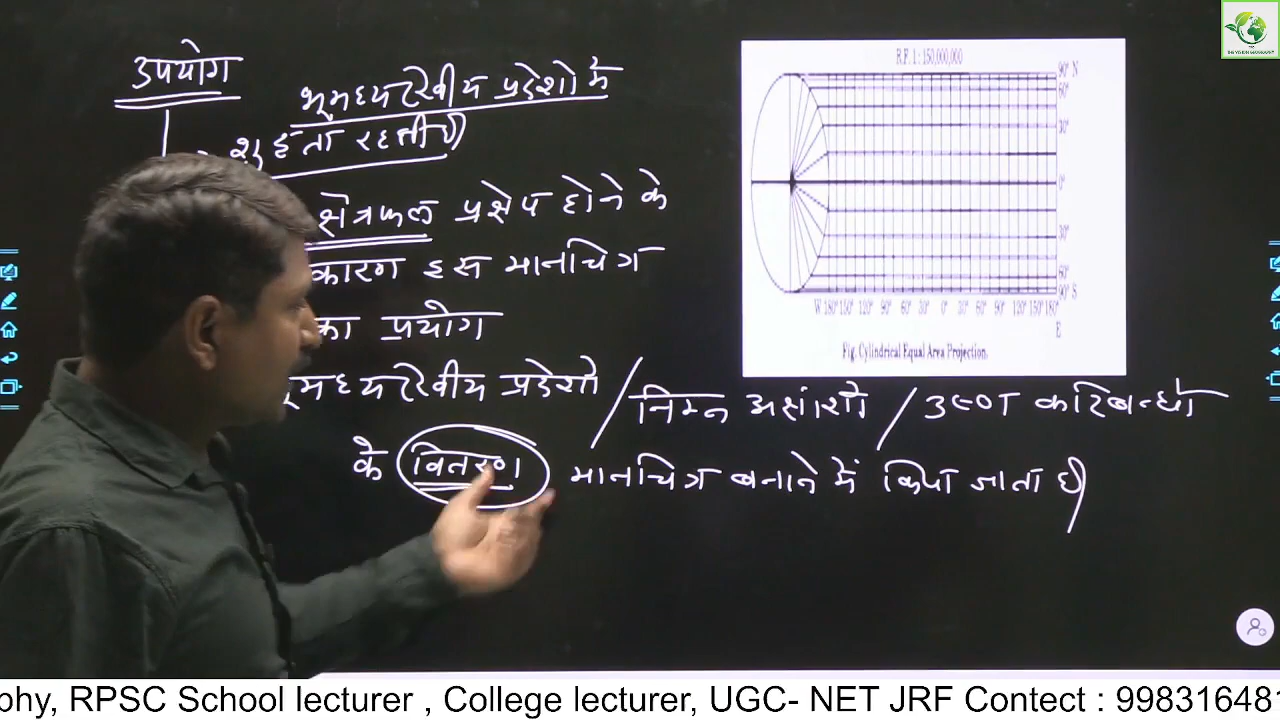 उपयोग
भूमध्यरेखीय प्रदेशो में
शुद्धता रहती है
क्षेत्रफल प्रक्षेप होने के
कारण इस मानचित्र
का प्रयोग
भूमध्यरेखीय प्रदेशो / निम्न अक्षांशो / उष्ण कटिबन्धो
के वितरण मानचित्र बनाने में किया जाता है
R.F. 1 : 150,000,000
90° N
60°
30°
0°
30°
60°
90° S
W 180° 150° 120° 90° 60° 30° 0° 30° 60° 90° 120° 150° 180°
E
Fig. Cylindrical Equal Area Projection.
THE VISION GEOGRAPHY
phy, RPSC School lecturer , College lecturer, UGC- NET JRF Contect : 99831648